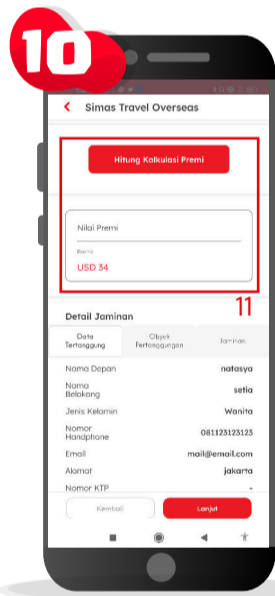 10
Simas Travel Overseas
Hitung Kalkulasi Premi
Nilai Premi
USD 34
11
Detail Jaminan
Data Tertanggung
Obyek Pertanggungan
Jaminan
Nama Depan natasya
Nama Belakang setia
Jenis Kelamin Wanita
Nomor Handphone 081123123123
Email mail@email.com
Alamat jakarta
Nomor KTP -
Kembali Lanjut